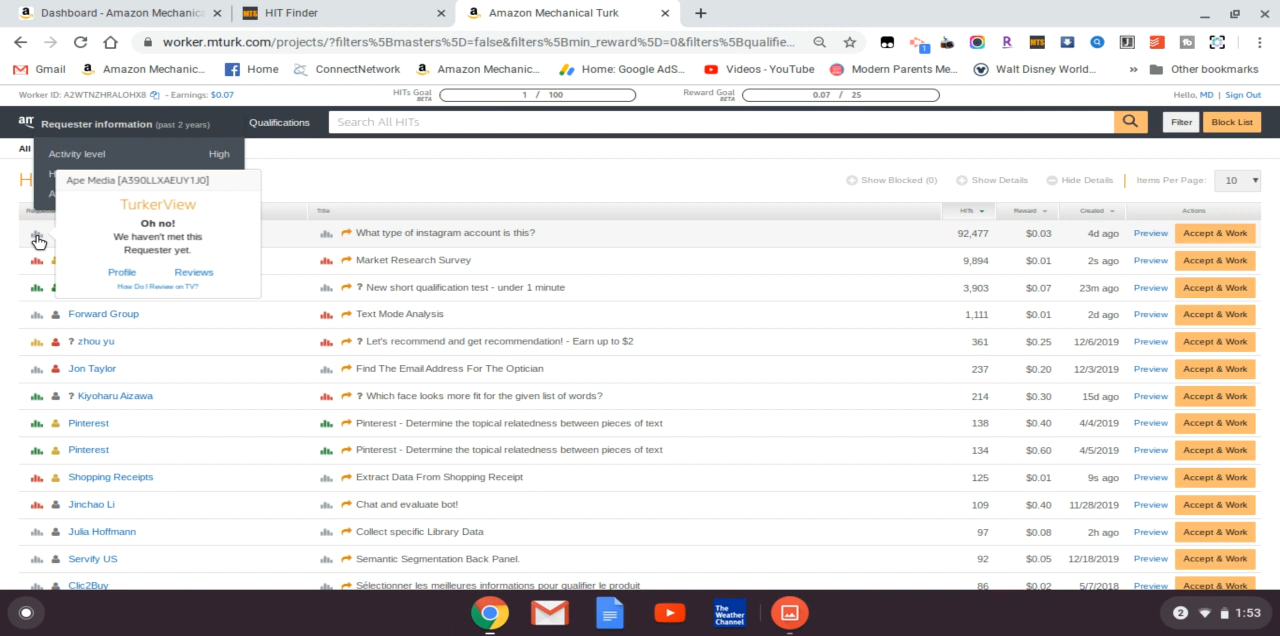 Dashboard - Amazon Mechanica
HIT Finder
Amazon Mechanical Turk
worker.mturk.com/projects/?filters%5Bmasters%5D=false&filters%5Bmin_reward%5D=0&filters%5Bqualifie...
Gmail
Amazon Mechanic...
Home
ConnectNetwork
Amazon Mechanic...
Home: Google AdS...
Videos - YouTube
Modern Parents Me...
Walt Disney World...
Other bookmarks
Worker ID: A2WTNZHRALOHX8 - Earnings: $0.07
HITs Goal BETA 1 / 100
Reward Goal BETA 0.07 / 25
Hello, MD | Sign Out
Requester information (past 2 years)
Qualifications
Search All HITs
Filter
Block List
All
Activity level High
Ape Media [A390LLXAEUY1J0]
TurkerView
Oh no!
We haven't met this
Requester yet.
Profile Reviews
How Do I Review on TV?
Show Blocked (0) Show Details Hide Details Items Per Page: 10
Title HITs Reward Created Actions
What type of instagram account is this? 92,477 $0.03 4d ago Preview Accept & Work
Market Research Survey 9,894 $0.01 2s ago Preview Accept & Work
? New short qualification test - under 1 minute 3,903 $0.07 23m ago Preview Accept & Work
Forward Group Text Mode Analysis 1,111 $0.01 2d ago Preview Accept & Work
? zhou yu ? Let's recommend and get recommendation! - Earn up to $2 361 $0.25 12/6/2019 Preview Accept & Work
Jon Taylor Find The Email Address For The Optician 237 $0.20 12/3/2019 Preview Accept & Work
? Kiyoharu Aizawa ? Which face looks more fit for the given list of words? 214 $0.30 15d ago Preview Accept & Work
Pinterest Pinterest - Determine the topical relatedness between pieces of text 138 $0.40 4/4/2019 Preview Accept & Work
Pinterest Pinterest - Determine the topical relatedness between pieces of text 134 $0.60 4/5/2019 Preview Accept & Work
Shopping Receipts Extract Data From Shopping Receipt 125 $0.01 9s ago Preview Accept & Work
Jinchao Li Chat and evaluate bot! 109 $0.40 11/28/2019 Preview Accept & Work
Julia Hoffmann Collect specific Library Data 97 $0.08 2h ago Preview Accept & Work
Servify US Semantic Segmentation Back Panel. 92 $0.05 12/18/2019 Preview Accept & Work
Clic2Buy Sélectionner les meilleures informations pour qualifier le produit 86 $0.02 5/7/2018 Preview Accept & Work
The Weather Channel
2 1:53